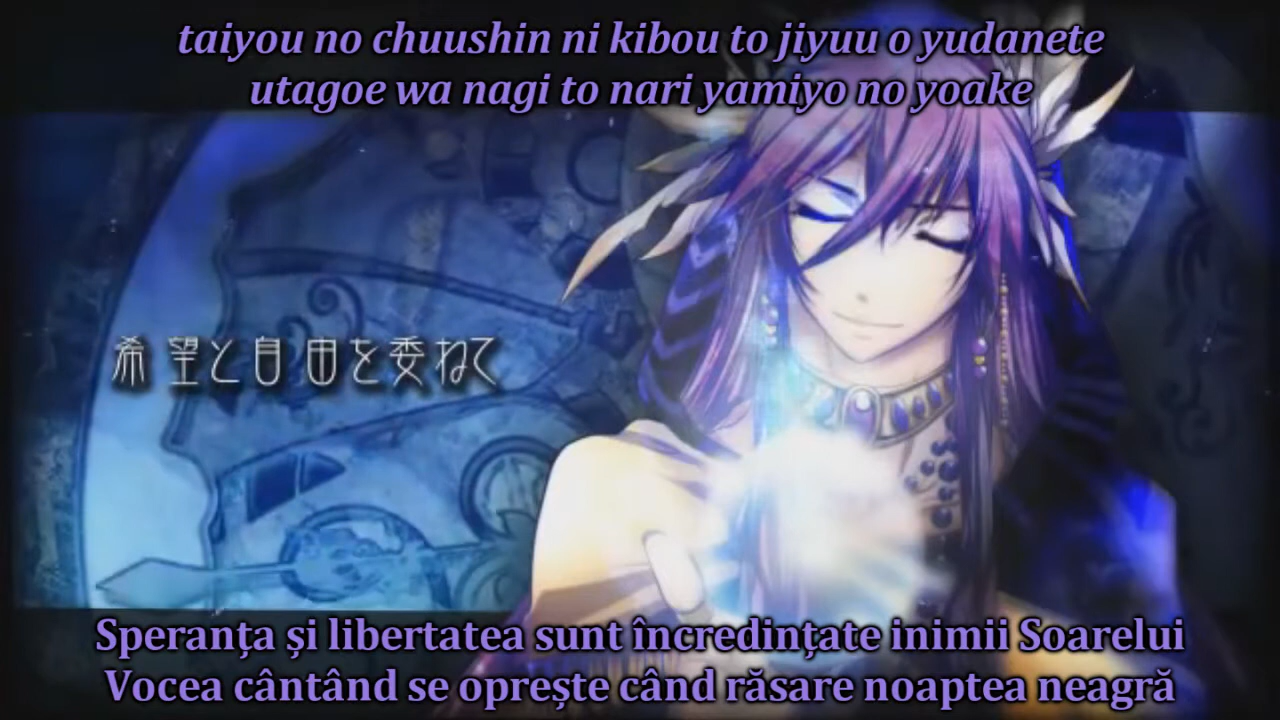 taiyou no chuushin ni kibou to jiyuu o yudanete
utagoe wa nagi to nari yamiyo no yoake
希望と自由を委ねて
Speranța și libertatea sunt încredințate inimii Soarelui
Vocea cântând se oprește când răsare noaptea neagră